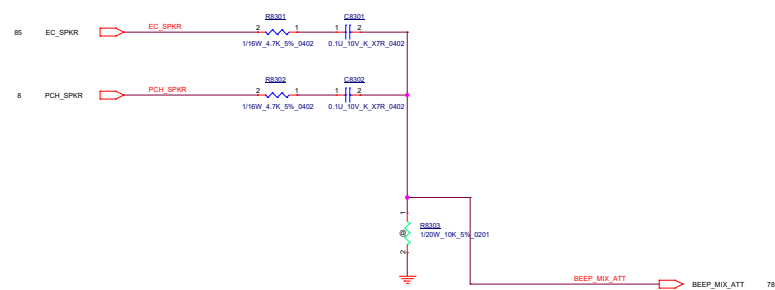 R8301 C8301
85 EC_SPKR EC_SPKR 2 1 1 2
1/16W_4.7K_5%_0402 0.1U_10V_K_X7R_0402
R8302 C8302
8 PCH_SPKR PCH_SPKR 2 1 1 2
1/16W_4.7K_5%_0402 0.1U_10V_K_X7R_0402
1
R8303
@ 1/20W_10K_5%_0201
2
BEEP_MIX_ATT BEEP_MIX_ATT 78